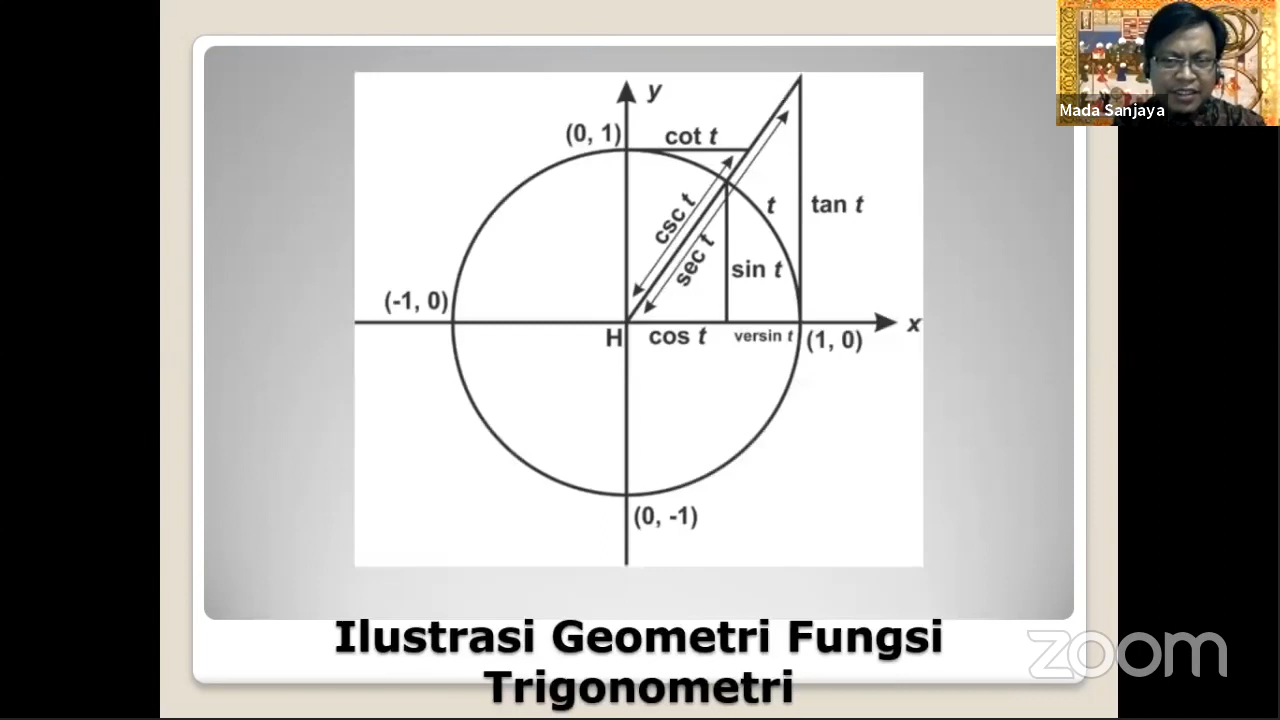 Mada Sanjaya
y
(0, 1)
cot t
csc t
sec t
t
tan t
sin t
(-1, 0)
H
cos t
versin t
(1, 0)
x
(0, -1)
Ilustrasi Geometri Fungsi
Trigonometri
zoom